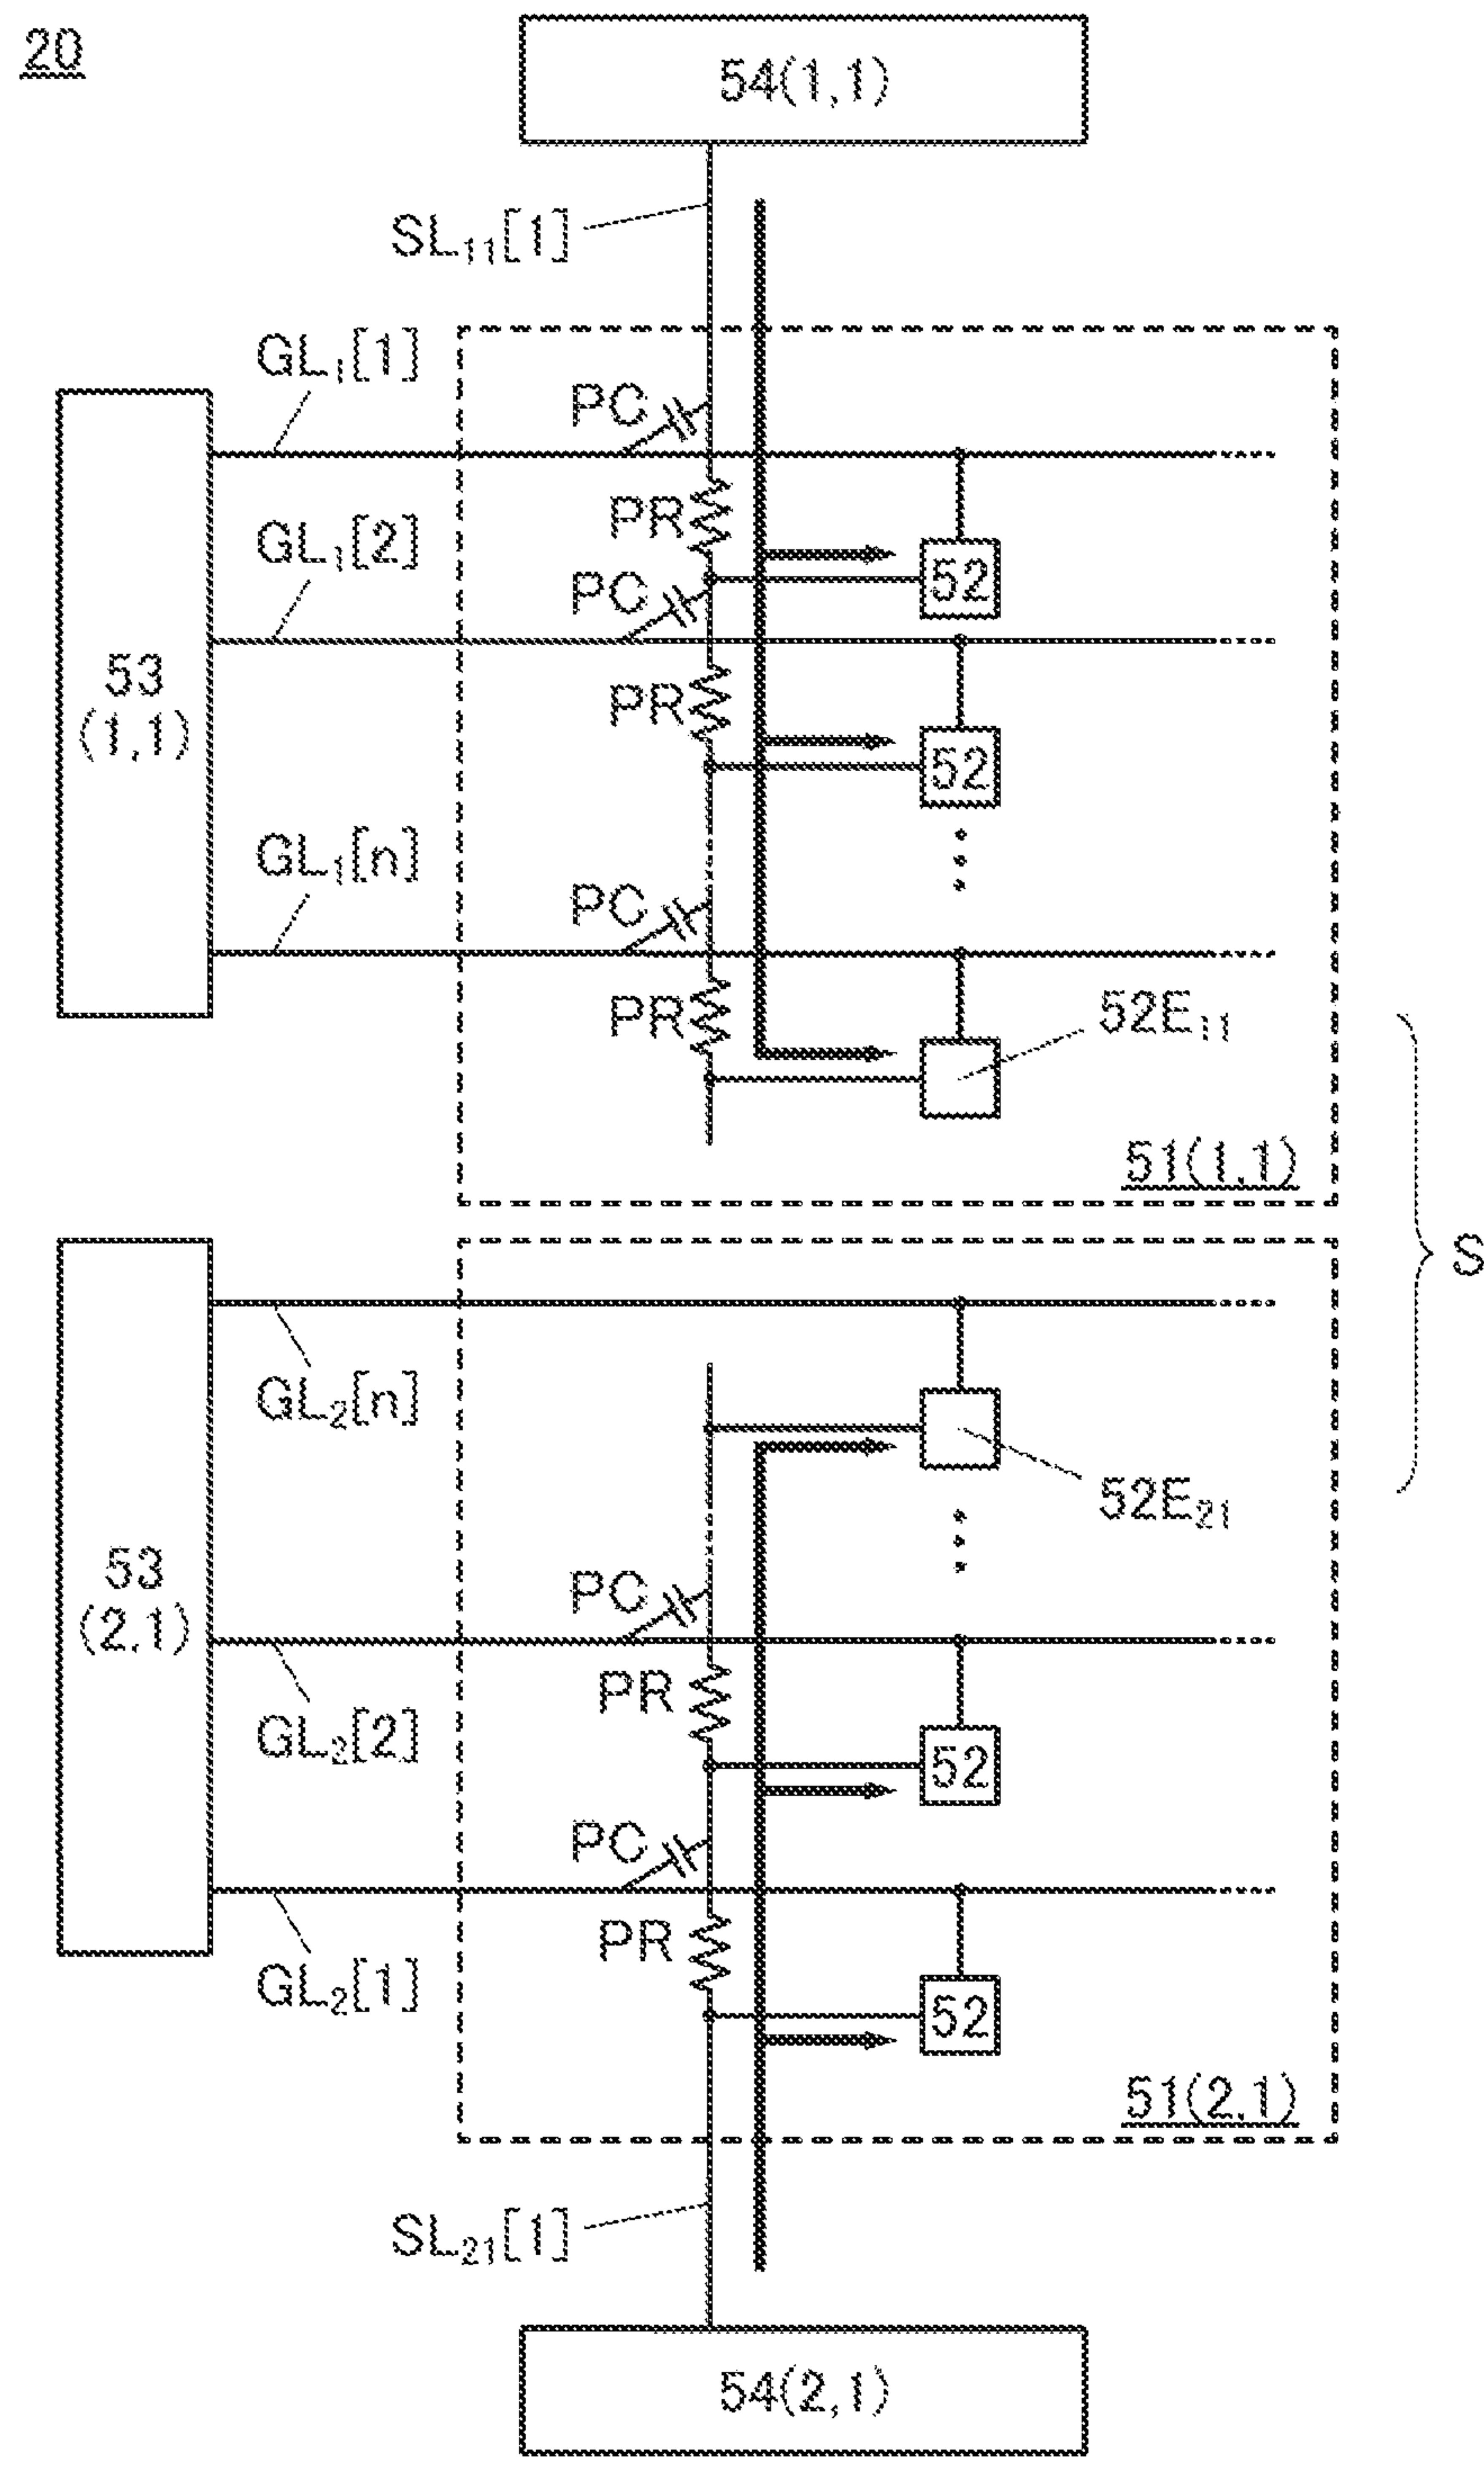 20
54(1,1)
SL₁₁[1]
GL₁[1]
PC
PR
GL₁[2]
52
PC
53
(1,1)
PR
52
GL₁[n]
PC
PR
52E₁₁
51(1,1)
S
GL₂[n]
52E₂₁
53
(2,1)
PC
PR
GL₂[2]
52
PC
PR
GL₂[1]
52
51(2,1)
SL₂₁[1]
54(2,1)